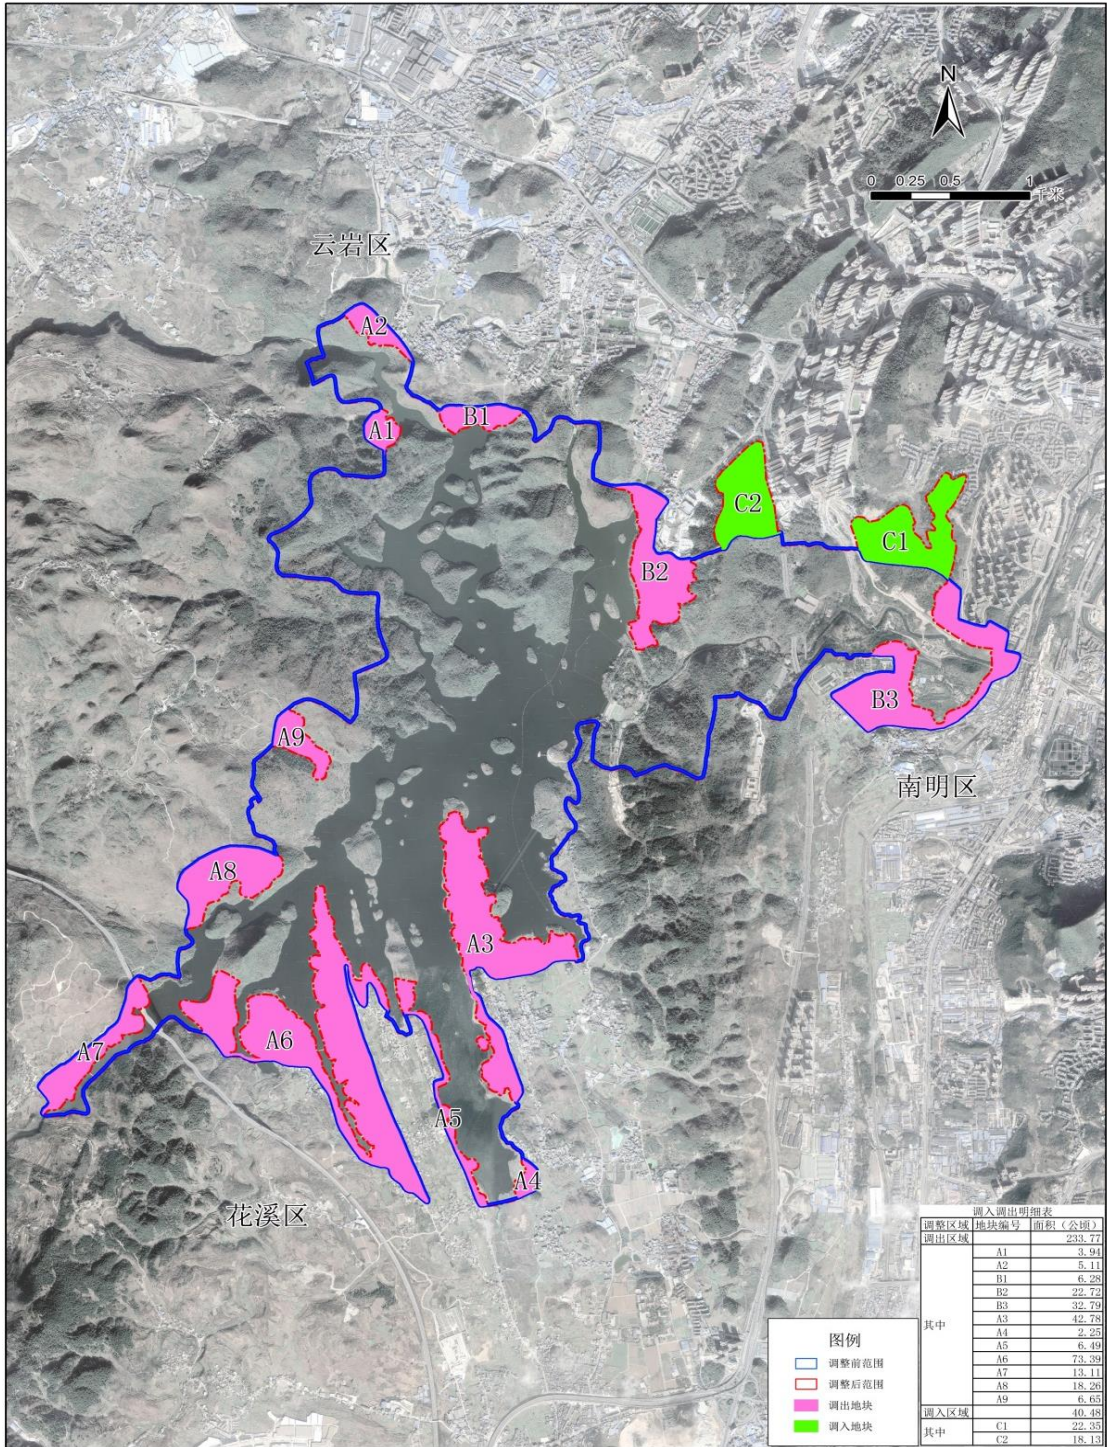 N
0 0.25 0.5 1
千米
云岩区
A2
B1
A1
C2
C1
B2
B3
A9
南明区
A8
A3
A6
A7
A5
A4
花溪区
调入调出明细表
调整区域 地块编号 面积（公顷）
调出区域 233.77
其中
A1 3.94
A2 5.11
B1 6.28
B2 22.72
B3 32.79
A3 42.78
A4 2.25
A5 6.49
A6 73.39
A7 13.11
A8 18.26
A9 6.65
调入区域 40.48
其中
C1 22.35
C2 18.13
图例
调整前范围
调整后范围
调出地块
调入地块